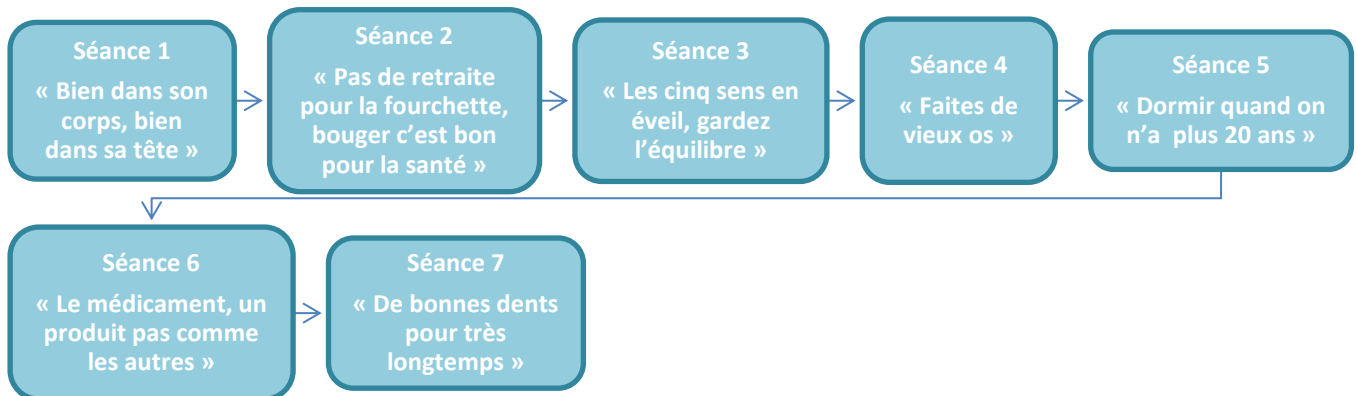 Séance 1
« Bien dans son
corps, bien
dans sa tête »
Séance 2
« Pas de retraite
pour la fourchette,
bouger c’est bon
pour la santé »
Séance 3
« Les cinq sens en
éveil, gardez
l’équilibre »
Séance 4
« Faites de
vieux os »
Séance 5
« Dormir quand on
n’a  plus 20 ans »
Séance 6
« Le médicament, un
produit pas comme
les autres »
Séance 7
« De bonnes dents
pour très
longtemps »